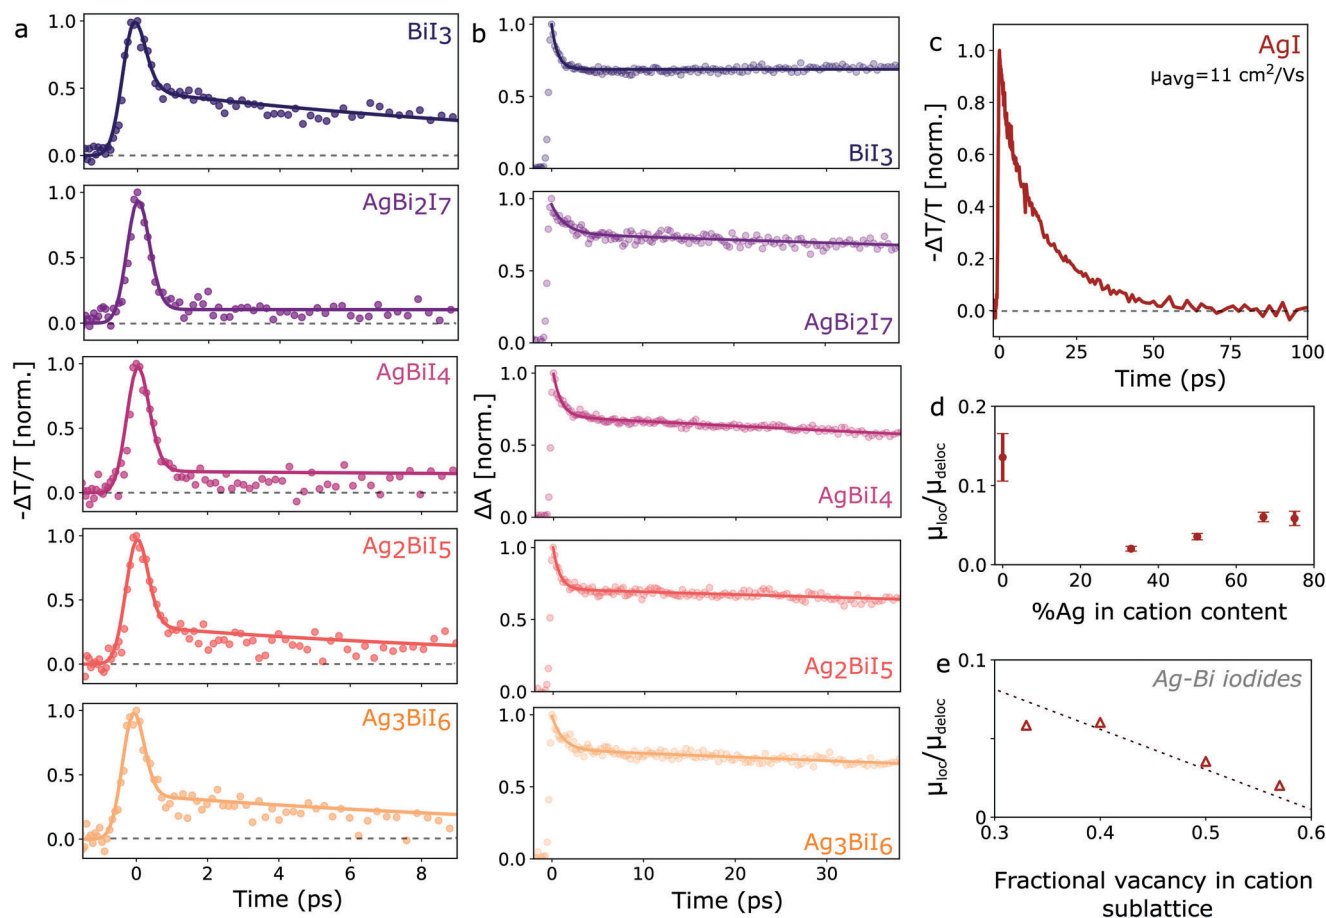 a
-ΔT/T [norm.]
1.0
0.5
0.0
BiI3
1.0
0.5
0.0
AgBi2I7
1.0
0.5
0.0
AgBiI4
1.0
0.5
0.0
Ag2BiI5
1.0
0.5
0.0
Ag3BiI6
0
2
4
6
8
Time (ps)
b
ΔA [norm.]
1.0
0.5
0.0
BiI3
1.0
0.5
0.0
AgBi2I7
1.0
0.5
0.0
AgBiI4
1.0
0.5
0.0
Ag2BiI5
1.0
0.5
0.0
Ag3BiI6
0
10
20
30
Time (ps)
c
AgI
μavg=11 cm2/Vs
-ΔT/T [norm.]
1.0
0.8
0.6
0.4
0.2
0.0
0
25
50
75
100
Time (ps)
d
μloc/μdeloc
0.2
0.1
0.0
0
20
40
60
80
%Ag in cation content
e
Ag-Bi iodides
μloc/μdeloc
0.1
0
0.3
0.4
0.5
0.6
Fractional vacancy in cation
sublattice